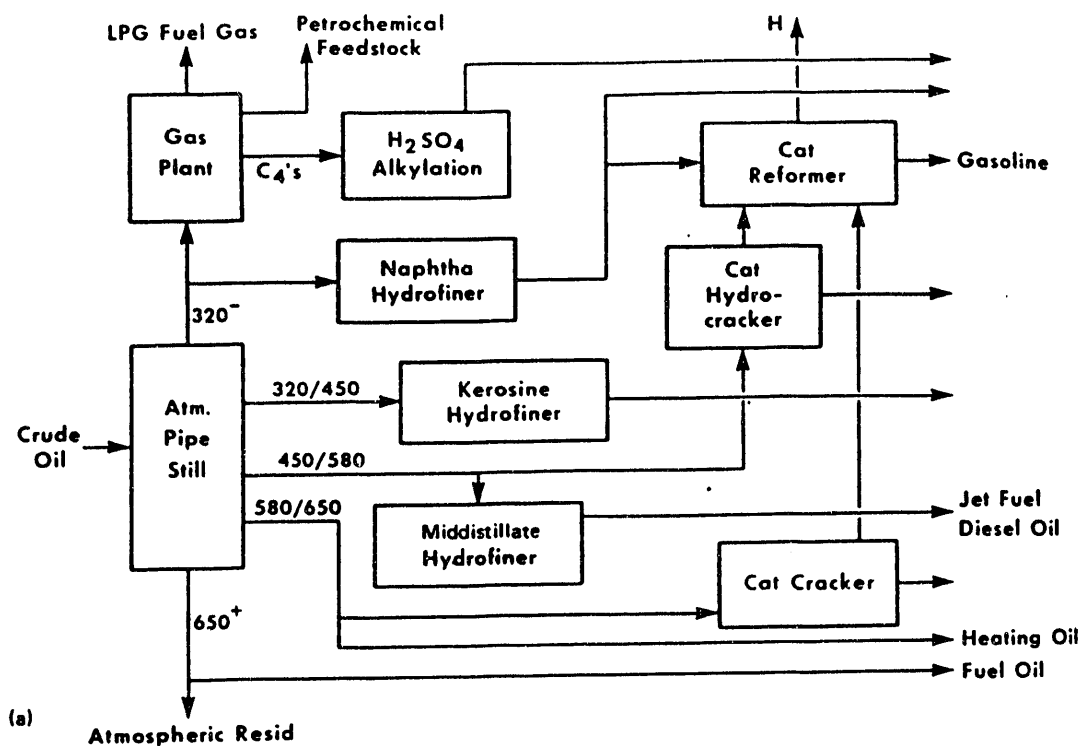 LPG Fuel Gas
Petrochemical
Feedstock
H
Gas
Plant
C₄'s
H₂SO₄
Alkylation
Cat
Reformer
Gasoline
Naphtha
Hydrofiner
Cat
Hydro-
cracker
320⁻
Atm.
Pipe
Still
Crude
Oil
320/450
Kerosine
Hydrofiner
450/580
580/650
Middistillate
Hydrofiner
Jet Fuel
Diesel Oil
Cat Cracker
650⁺
Heating Oil
Fuel Oil
(a)
Atmospheric Resid